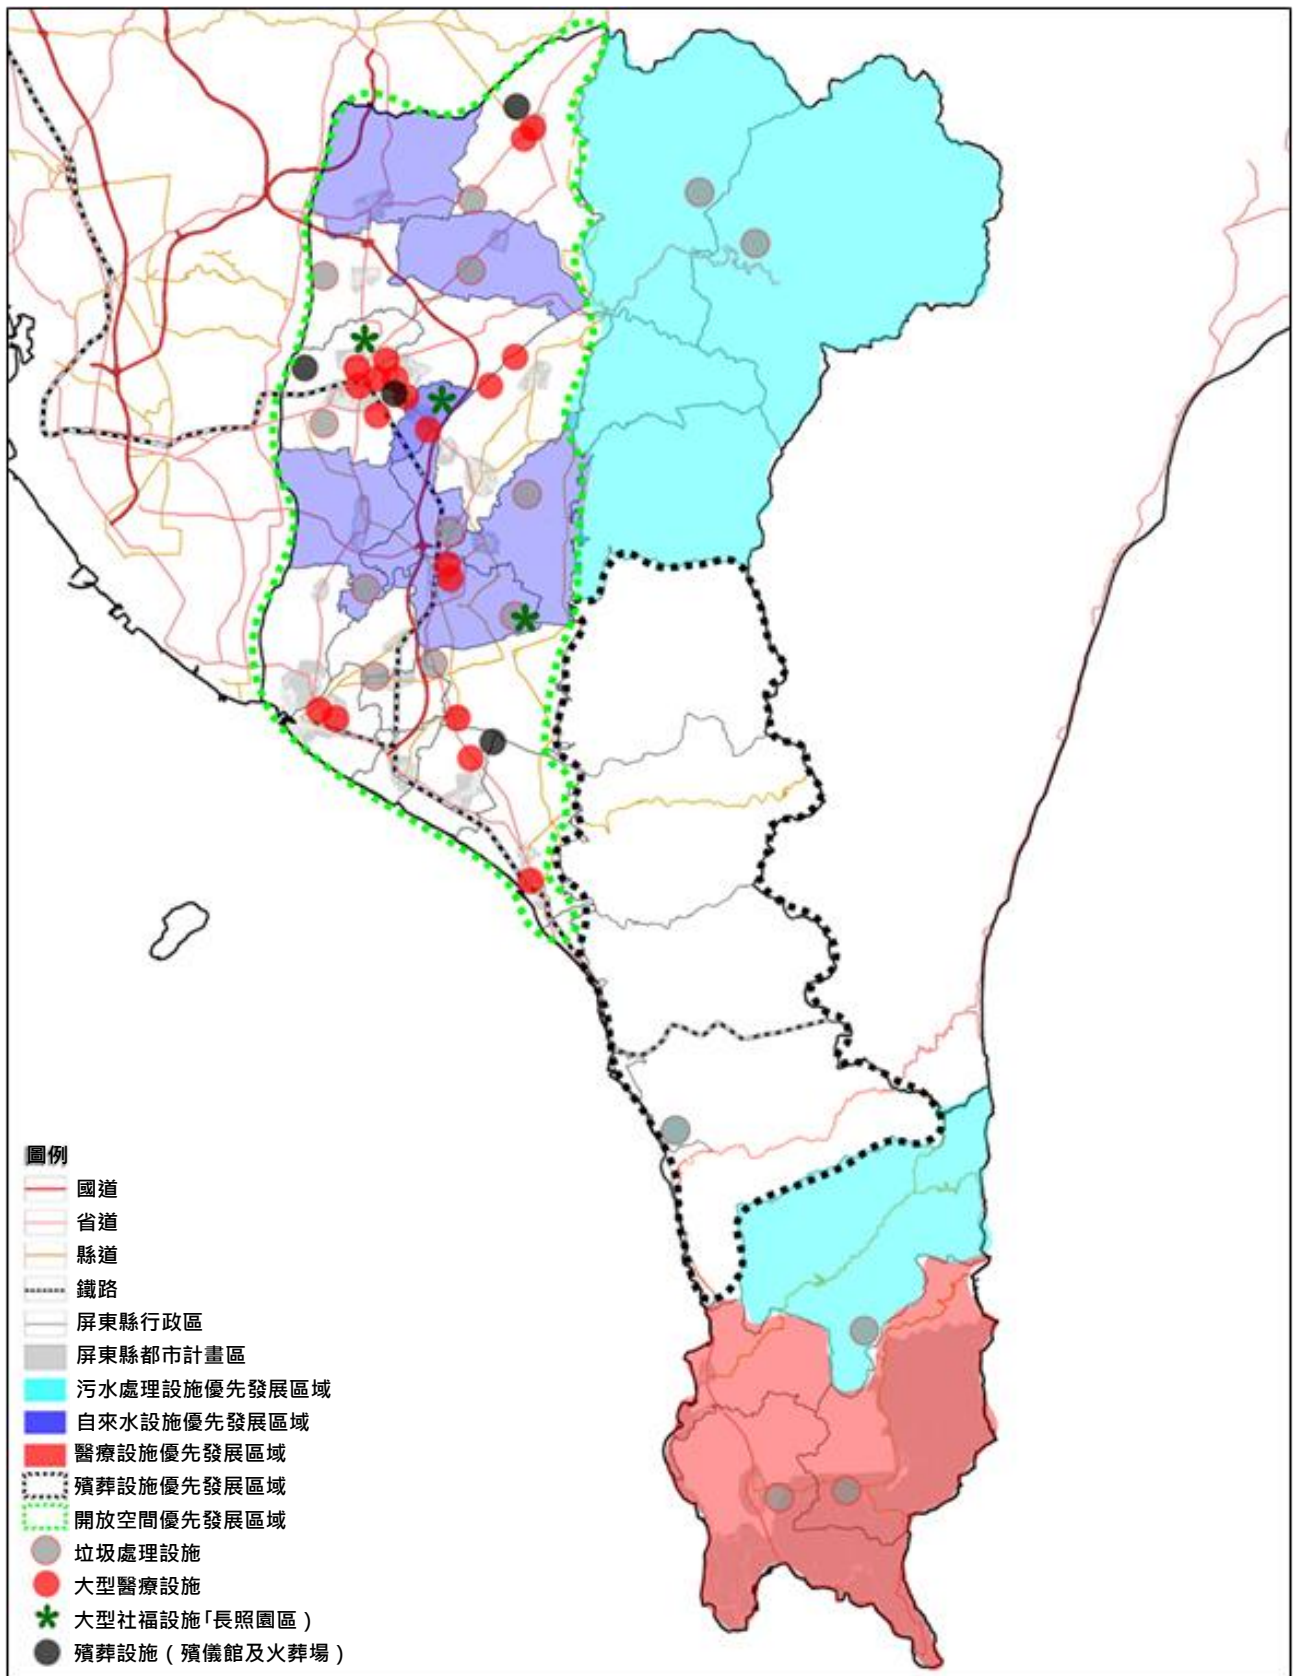 圖例
國道
省道
縣道
鐵路
屏東縣行政區
屏東縣都市計畫區
污水處理設施優先發展區域
自來水設施優先發展區域
醫療設施優先發展區域
殯葬設施優先發展區域
開放空間優先發展區域
垃圾處理設施
大型醫療設施
大型社福設施「長照園區）
殯葬設施（殯儀館及火葬場）